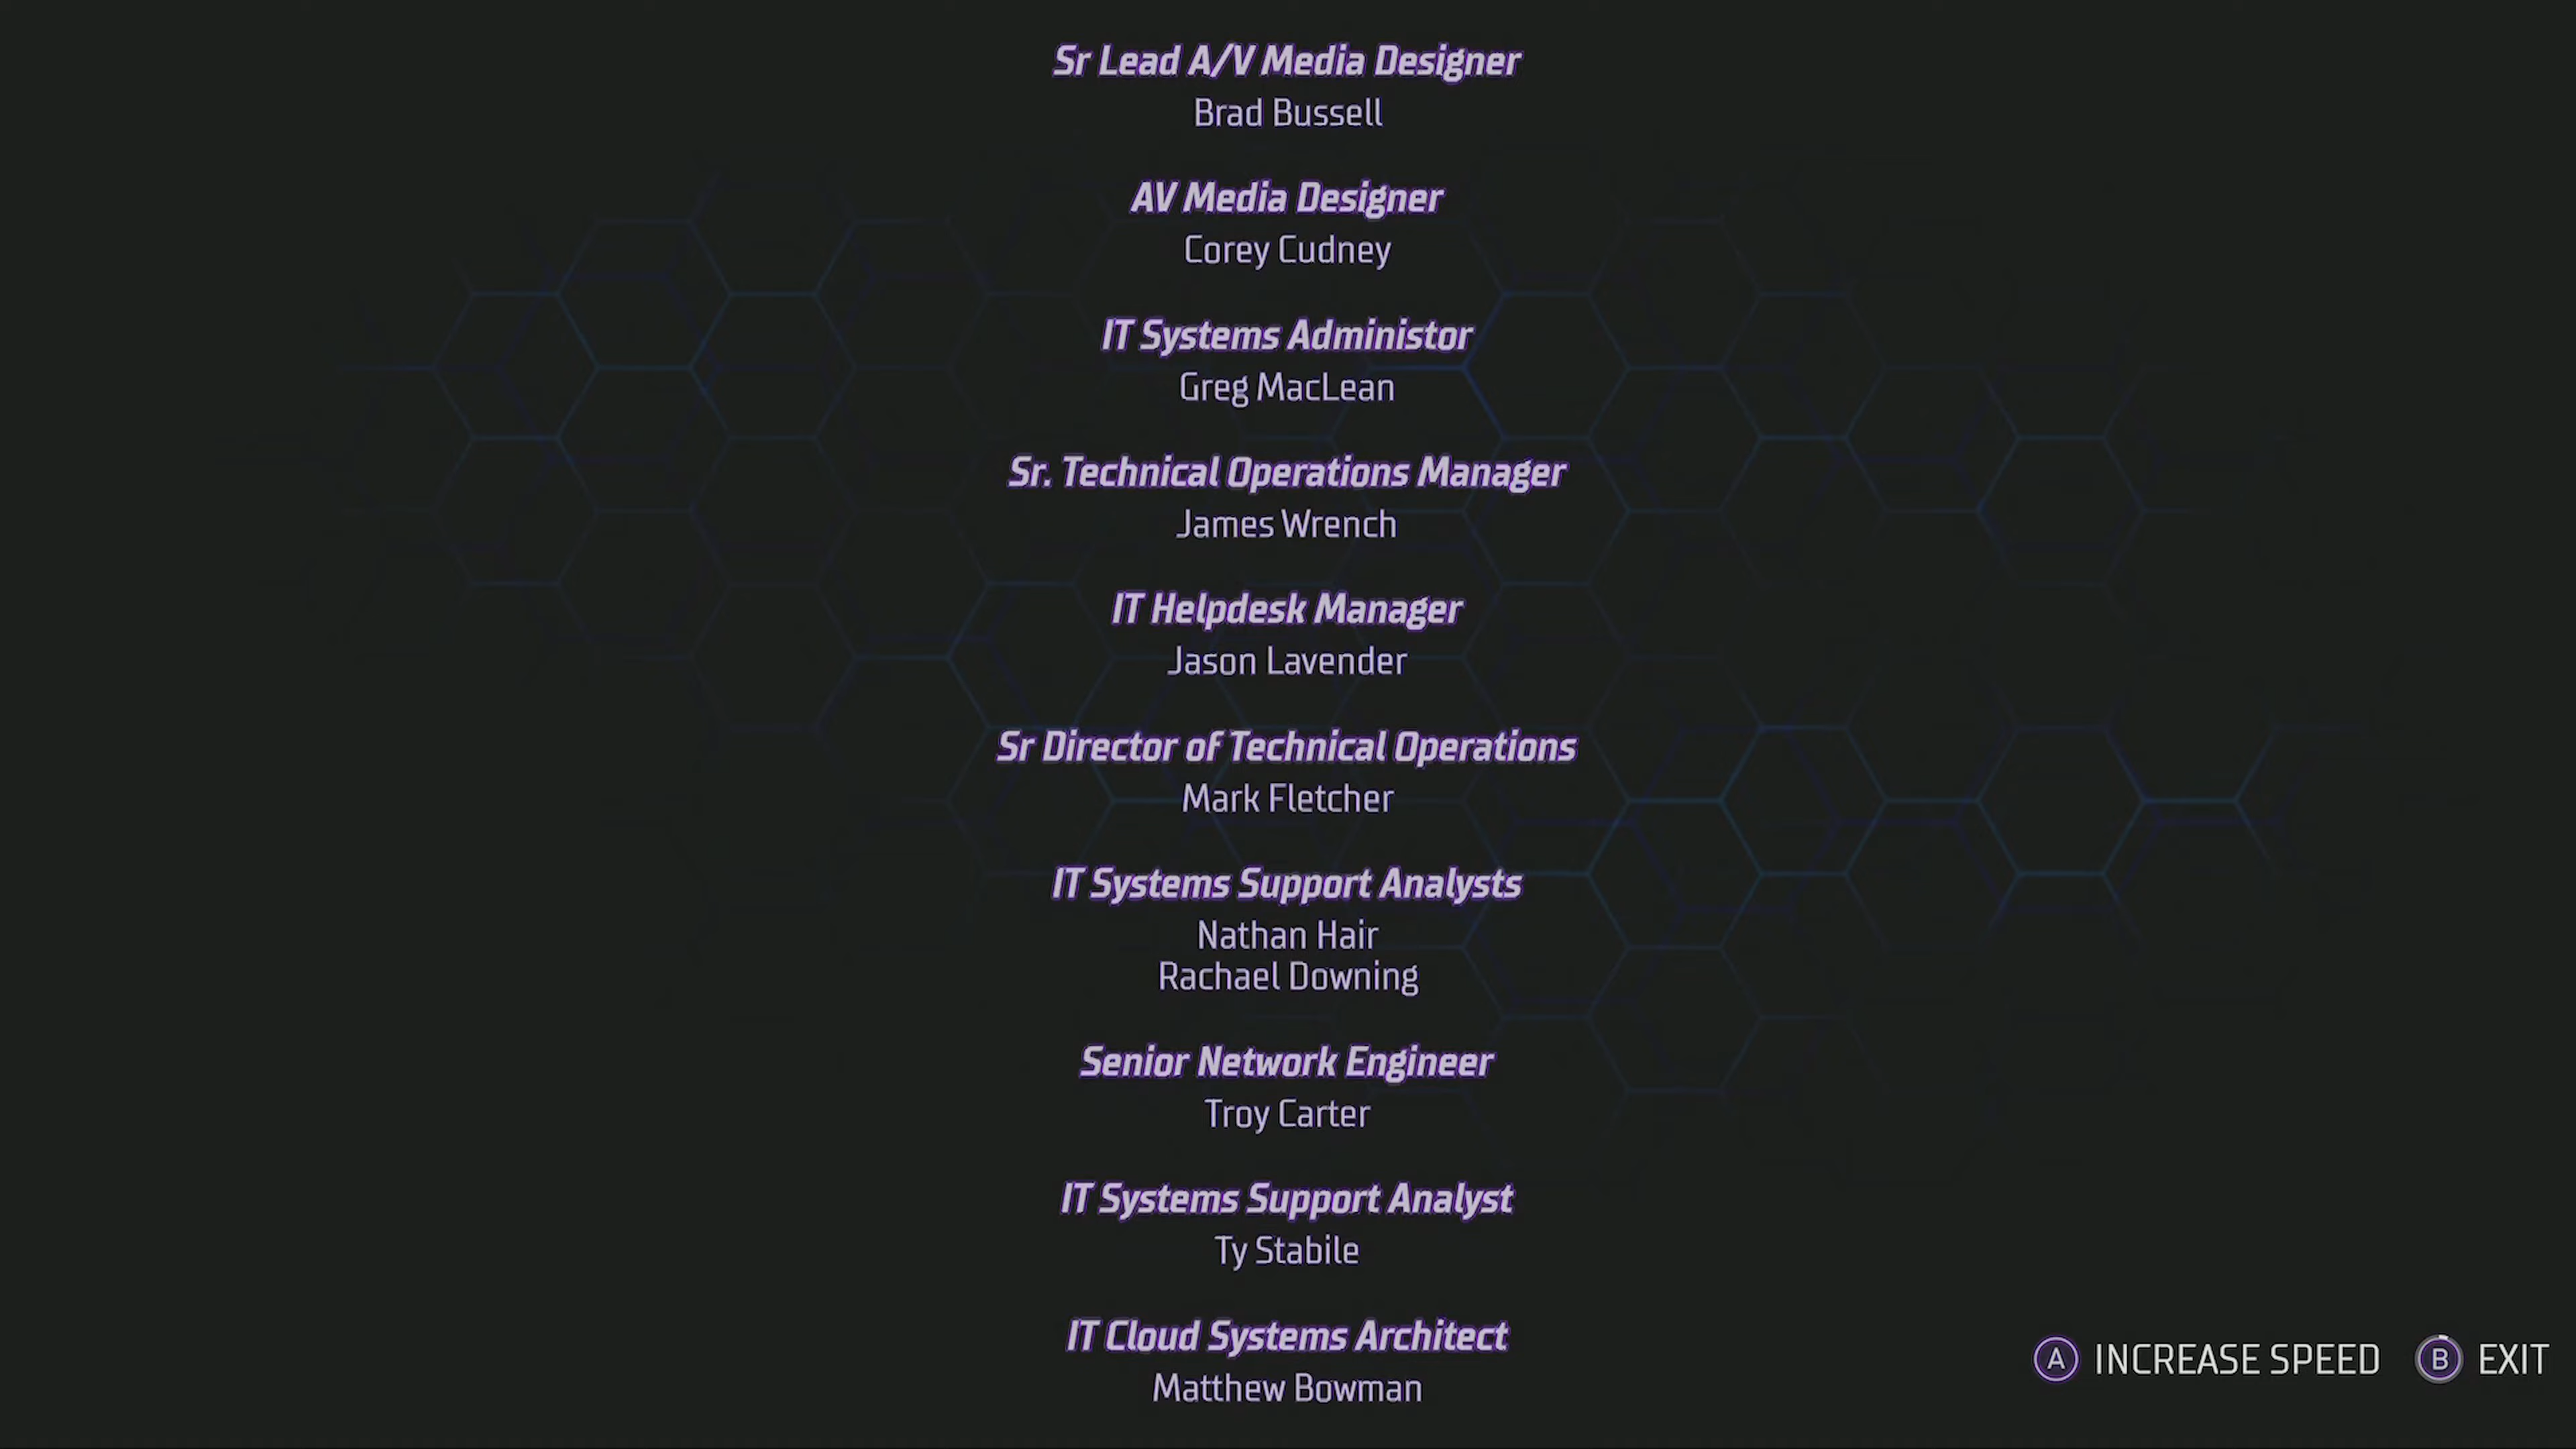 Sr Lead A/V Media Designer
Brad Bussell
AV Media Designer
Corey Cudney
IT Systems Administor
Greg MacLean
Sr. Technical Operations Manager
James Wrench
IT Helpdesk Manager
Jason Lavender
Sr Director of Technical Operations
Mark Fletcher
IT Systems Support Analysts
Nathan Hair
Rachael Downing
Senior Network Engineer
Troy Carter
IT Systems Support Analyst
Ty Stabile
IT Cloud Systems Architect
Matthew Bowman
A INCREASE SPEED B EXIT